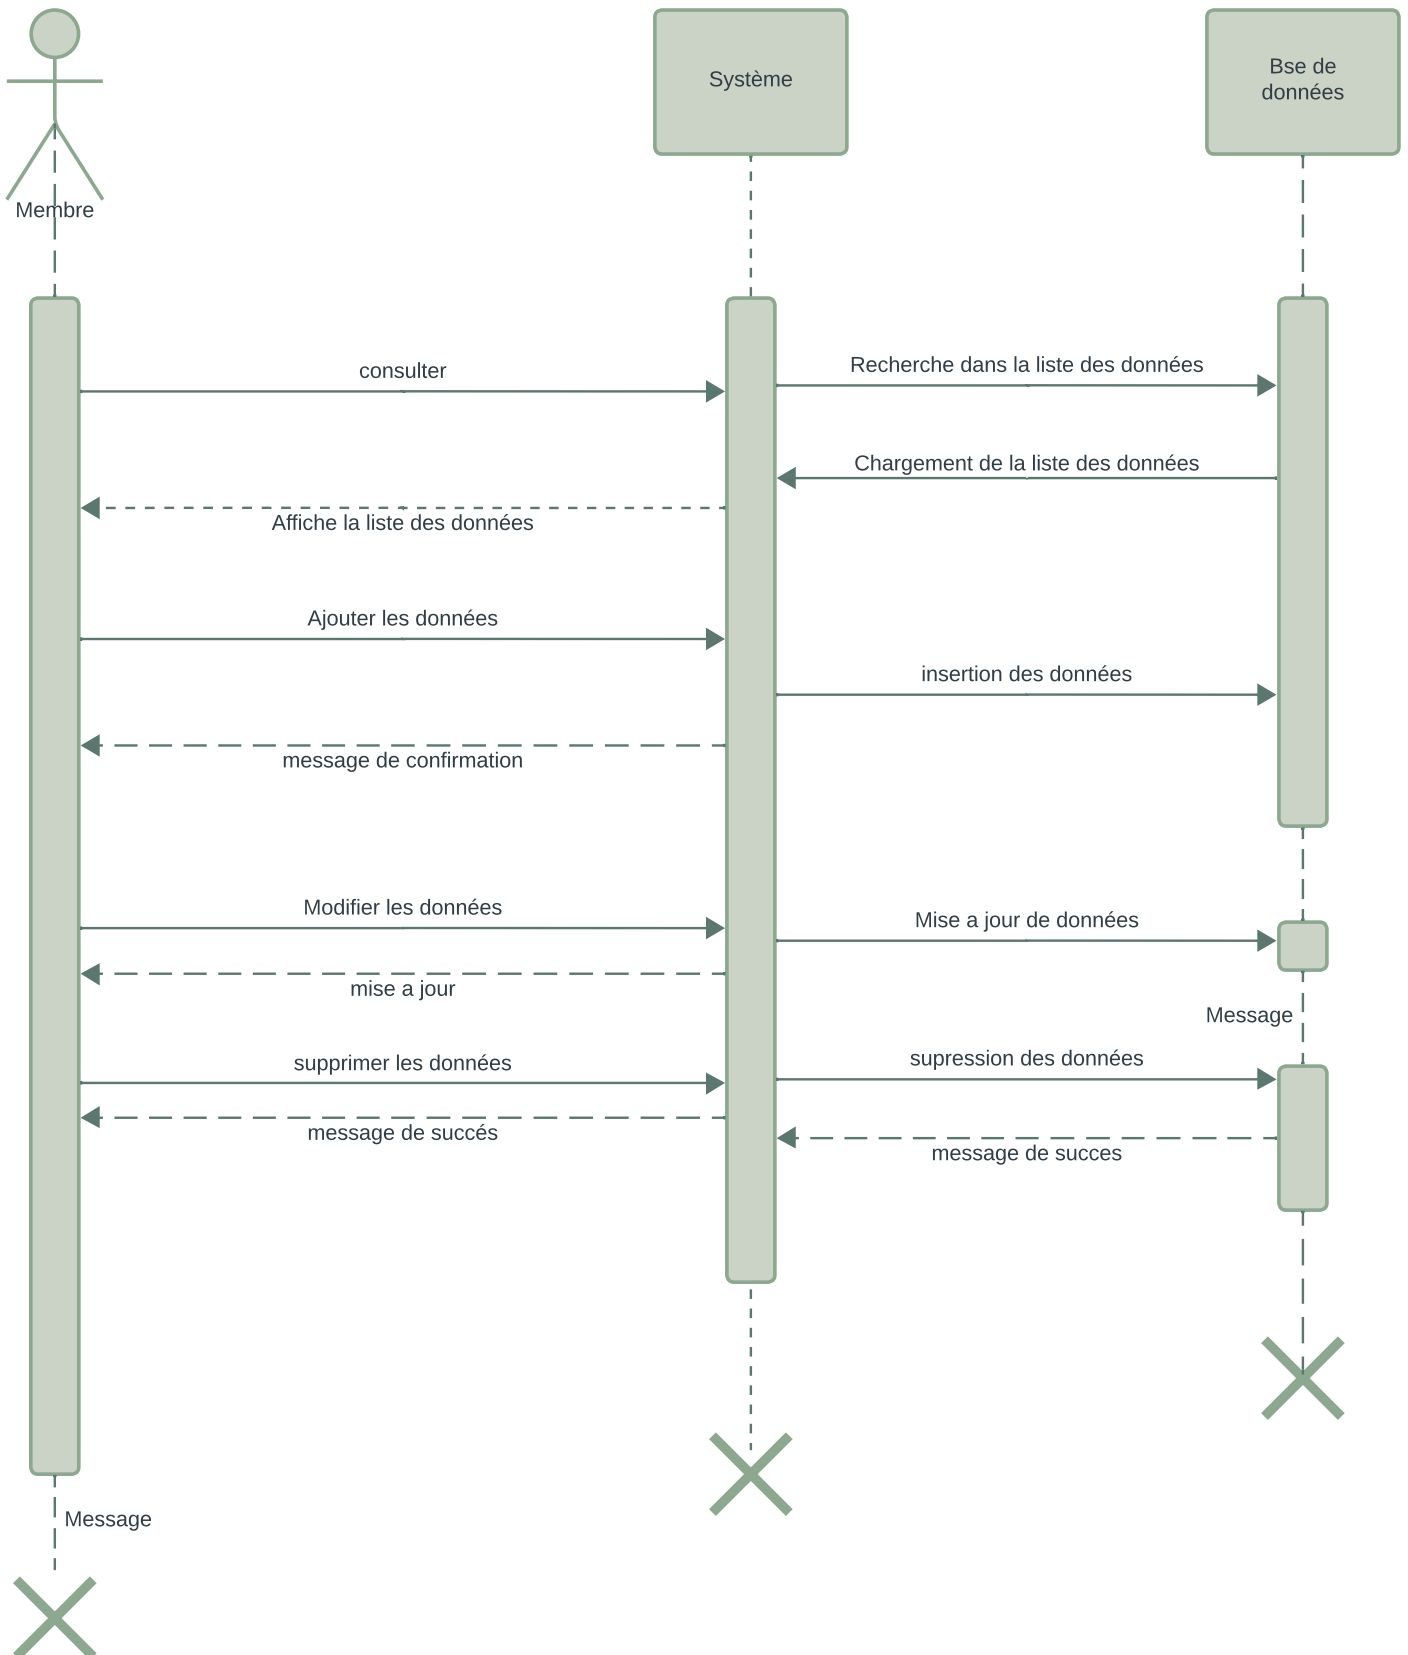 Système
Bse de
données
Membre
consulter
Recherche dans la liste des données
Chargement de la liste des données
Affiche la liste des données
Ajouter les données
insertion des données
message de confirmation
Modifier les données
Mise a jour de données
mise a jour
Message
supprimer les données
supression des données
message de succés
message de succes
Message